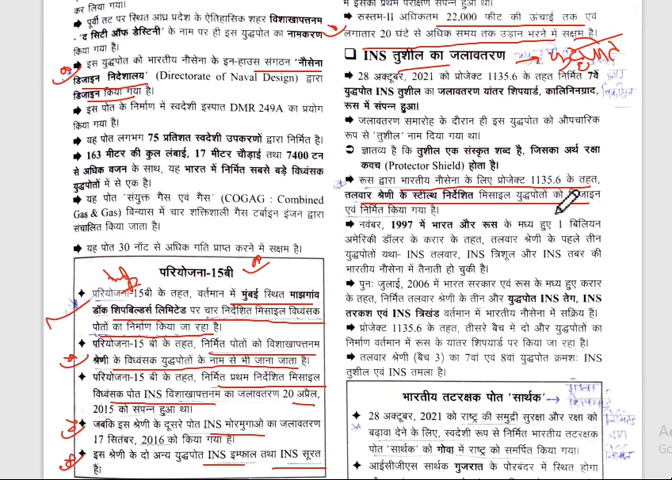 कर लिया गया।
➳ पूर्वी तट पर स्थित आंध्र प्रदेश के ऐतिहासिक शहर विशाखापत्तनम
- 'द सिटी ऑफ डेस्टिनी' के नाम पर ही इस युद्धपोत का नामकरण
किया गया है।
➳ इस युद्धपोत को भारतीय नौसेना के इन-हाउस संगठन 'नौसेना
डिजाइन निदेशालय' (Directorate of Naval Design) द्वारा
डिजाइन किया गया है।
➳ इस पोत के निर्माण में स्वदेशी इस्पात DMR 249A का प्रयोग
किया गया है।
➳ यह पोत लगभग 75 प्रतिशत स्वदेशी उपकरणों द्वारा निर्मित है।
➳ 163 मीटर की कुल लंबाई, 17 मीटर चौड़ाई तथा 7400 टन
से अधिक वजन के साथ, यह भारत में निर्मित सबसे बड़े विध्वंसक
युद्धपोतों में से एक है।
➳ यह पोत 'संयुक्त गैस एवं गैस' (COGAG : Combined
Gas & Gas) विन्यास में चार शक्तिशाली गैस टर्बाइन इंजन द्वारा
संचालित किया जाता है।
➳ यह पोत 30 नॉट से अधिक गति प्राप्त करने में सक्षम है।
परियोजना-15बी
✦ परियोजना-15बी के तहत, वर्तमान में मुंबई स्थित माझगांव
डॉक शिपबिल्डर्स लिमिटेड पर चार निर्देशित मिसाइल विध्वंसक
पोतों का निर्माण किया जा रहा है।
✦ परियोजना-15 बी के तहत, निर्मित पोतों को विशाखापत्तनम
श्रेणी के विध्वंसक युद्धपोतों के नाम से भी जाना जाता है।
✦ परियोजना-15 बी के तहत, निर्मित प्रथम निर्देशित मिसाइल
विध्वंसक पोत INS विशाखापत्तनम का जलावतरण 20 अप्रैल,
2015 को संपन्न हुआ था।
✦ जबकि इस श्रेणी के दूसरे पोत INS मोरमुगाओ का जलावतरण
17 सितंबर, 2016 को किया गया है।
✦ इस श्रेणी के दो अन्य युद्धपोत INS इम्फाल तथा INS सूरत
हैं।
में इसका प्रथम परीक्षण संपन्न हुआ था।
➳ रुस्तम-II अधिकतम 22,000 फीट की ऊंचाई तक एवं
लगातार 20 घंटे से अधिक समय तक उड़ान भरने में सक्षम है।
❑ INS तुशील का जलावतरण
➳ 28 अक्टूबर, 2021 को प्रोजेक्ट 1135.6 के तहत निर्मित 7वें
युद्धपोत INS तुशील का जलावतरण यांतर शिपयार्ड, कालिनिनग्राद,
रूस में संपन्न हुआ।
➳ जलावतरण समारोह के दौरान ही इस युद्धपोत को औपचारिक
रूप से 'तुशील' नाम दिया गया था।
➲ ज्ञातव्य है कि तुशील एक संस्कृत शब्द है, जिसका अर्थ रक्षा
कवच (Protector Shield) होता है।
➳ रूस द्वारा भारतीय नौसेना के लिए प्रोजेक्ट 1135.6 के तहत,
तलवार श्रेणी के स्टील्थ निर्देशित मिसाइल युद्धपोतों को डिजाइन
एवं निर्मित किया गया है।
➳ नवंबर, 1997 में भारत और रूस के मध्य हुए 1 बिलियन
अमेरिकी डॉलर के करार के तहत, तलवार श्रेणी के पहले तीन
युद्धपोतों यथा- INS तलवार, INS त्रिशूल और INS तबर की
भारतीय नौसेना में तैनाती हो चुकी है।
➳ पुनः जुलाई, 2006 में भारत सरकार एवं रूस के मध्य हुए करार
के तहत, निर्मित तलवार श्रेणी के तीन और युद्धपोत INS तेग, INS
तरकश एवं INS त्रिखंड वर्तमान में भारतीय नौसेना में सक्रिय हैं।
➳ प्रोजेक्ट 1135.6 के तहत, तीसरे बैच में दो और युद्धपोतों का
निर्माण वर्तमान में रूस के यांतर शिपयार्ड पर किया जा रहा है।
➳ तलवार श्रेणी (बैच 3) का 7वां एवं 8वां युद्धपोत क्रमशः INS
तुशील एवं INS तमला है।
भारतीय तटरक्षक पोत 'सार्थक'
✦ 28 अक्टूबर, 2021 को राष्ट्र की समुद्री सुरक्षा और रक्षा को
बढ़ावा देने के लिए, स्वदेशी रूप से निर्मित भारतीय तटरक्षक
पोत 'सार्थक' को गोवा में राष्ट्र को समर्पित किया गया।
✦ आईसीजीएस सार्थक गुजरात के पोरबंदर में स्थित होगा